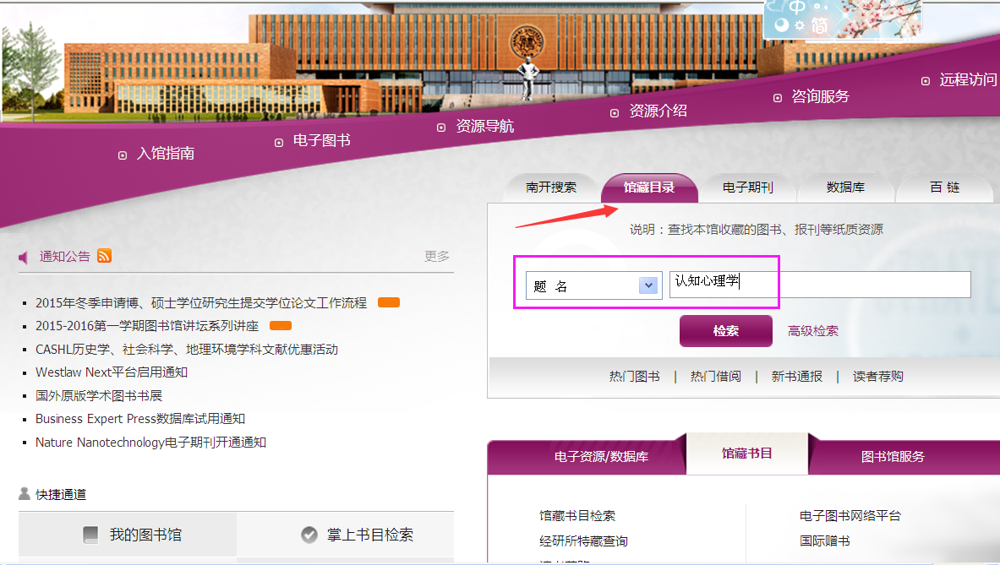 中
简
远程访问
咨询服务
资源介绍
资源导航
电子图书
入馆指南
南开搜索 馆藏目录 电子期刊 数据库 百 链
说明：查找本馆收藏的图书、报刊等纸质资源
题 名 认知心理学
检索 高级检索
热门图书 | 热门借阅 | 新书通报 | 读者荐购
通知公告 更多
2015年冬季申请博、硕士学位研究生提交学位论文工作流程
2015-2016第一学期图书馆讲坛系列讲座
CASHL历史学、社会科学、地理环境学科文献优惠活动
Westlaw Next平台启用通知
国外原版学术图书书展
Business Expert Press数据库试用通知
Nature Nanotechnology电子期刊开通通知
快捷通道
我的图书馆 掌上书目检索
电子资源/数据库 馆藏书目 图书馆服务
馆藏书目检索 电子图书网络平台
经研所特藏查询 国际赠书